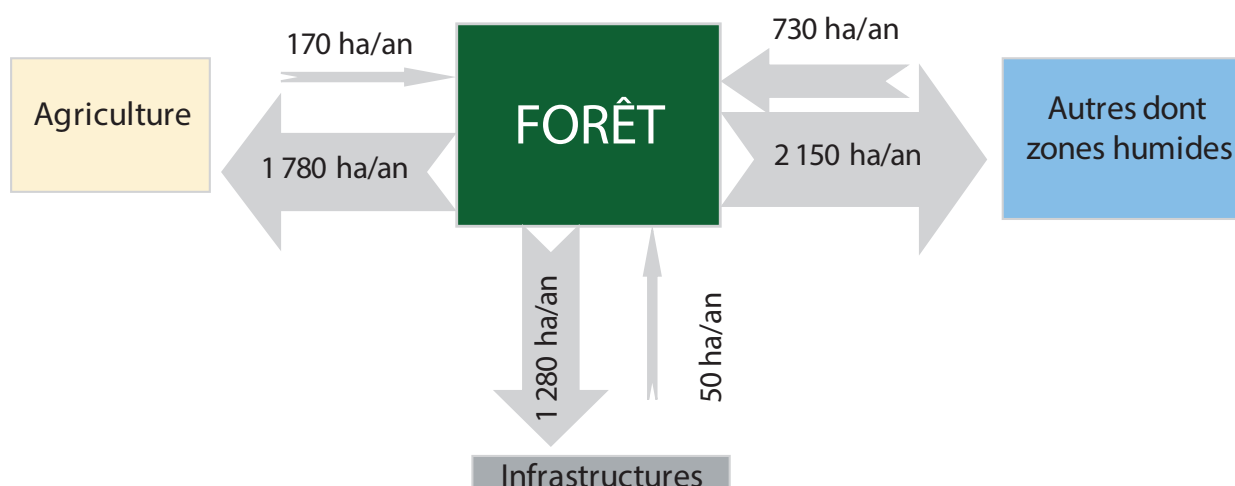 170 ha/an
730 ha/an
Agriculture
FORÊT
Autres dont
zones humides
1 780 ha/an
2 150 ha/an
1 280 ha/an
50 ha/an
Infrastructures